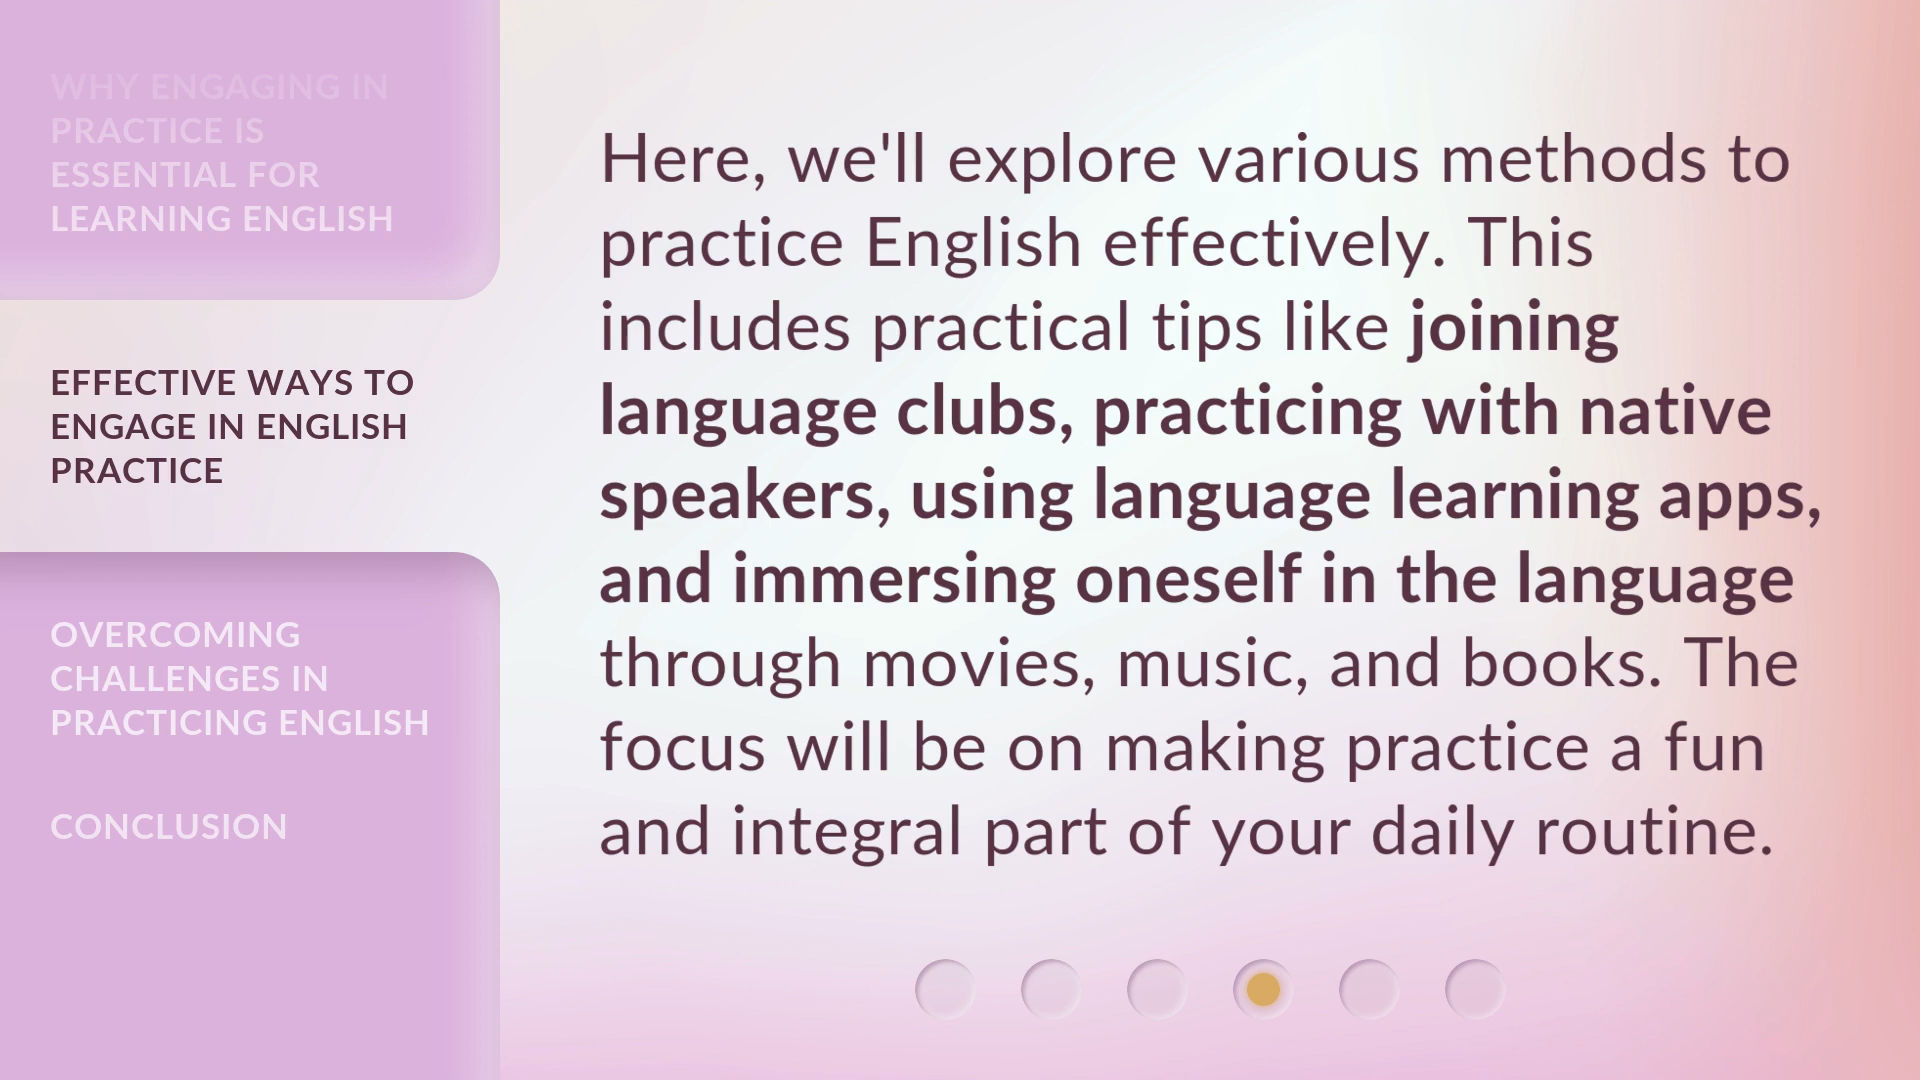 WHY ENGAGING IN
PRACTICE IS
ESSENTIAL FOR
LEARNING ENGLISH
EFFECTIVE WAYS TO
ENGAGE IN ENGLISH
PRACTICE
OVERCOMING
CHALLENGES IN
PRACTICING ENGLISH
CONCLUSION
Here, we'll explore various methods to
practice English effectively. This
includes practical tips like joining
language clubs, practicing with native
speakers, using language learning apps,
and immersing oneself in the language
through movies, music, and books. The
focus will be on making practice a fun
and integral part of your daily routine.